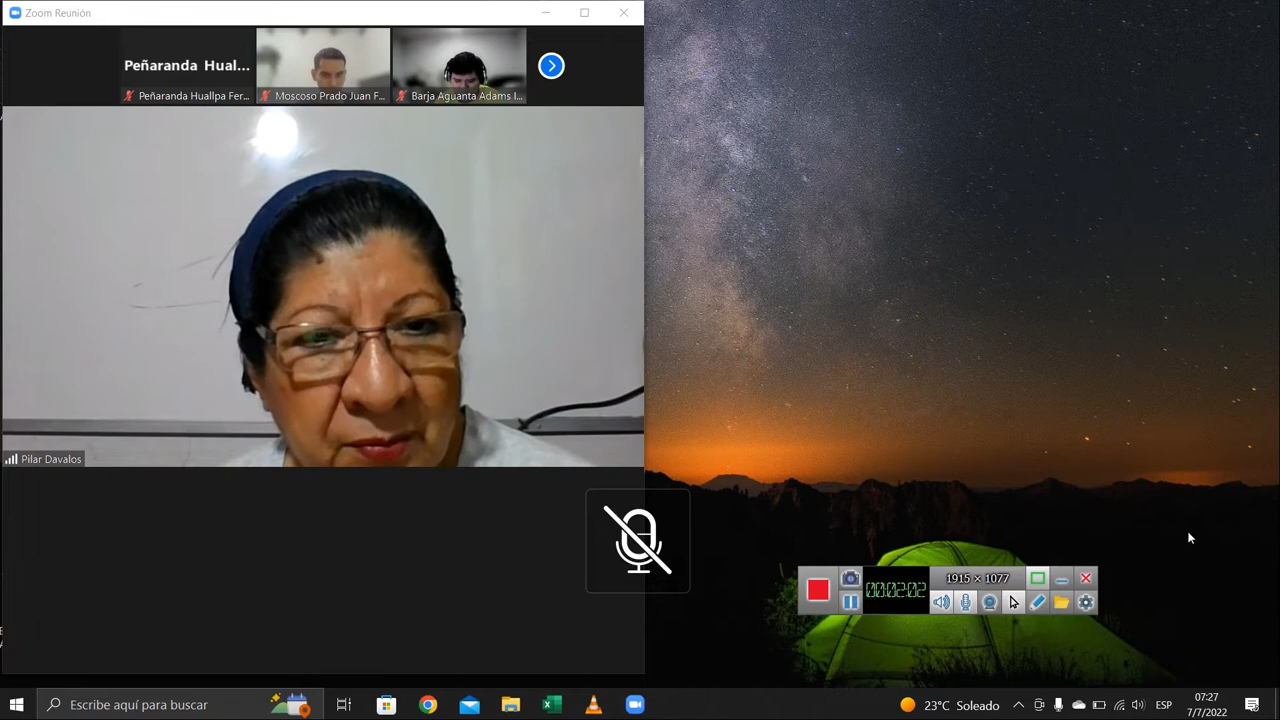 Zoom Reunión
Peñaranda Hual...
Peñaranda Huallpa Fer...
Moscoso Prado Juan F...
Barja Aguanta Adams I...
Pilar Davalos
1915 × 1077
00:02:02
Escribe aquí para buscar
23°C Soleado
ESP
07:27
7/7/2022